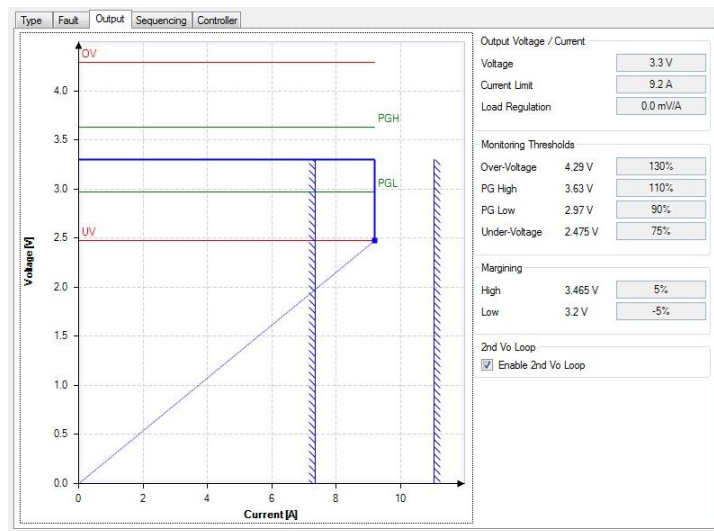 Type Fault Output Sequencing Controller
OV
PGH
PGL
UV
4.0
3.5
3.0
2.5
2.0
1.5
1.0
0.5
0.0
Voltage [V]
0 2 4 6 8 10
Current [A]
Output Voltage / Current
Voltage 3.3 V
Current Limit 9.2 A
Load Regulation 0.0 mV/A
Monitoring Thresholds
Over-Voltage 4.29 V 130%
PG High 3.63 V 110%
PG Low 2.97 V 90%
Under-Voltage 2.475 V 75%
Margining
High 3.465 V 5%
Low 3.2 V -5%
2nd Vo Loop
Enable 2nd Vo Loop